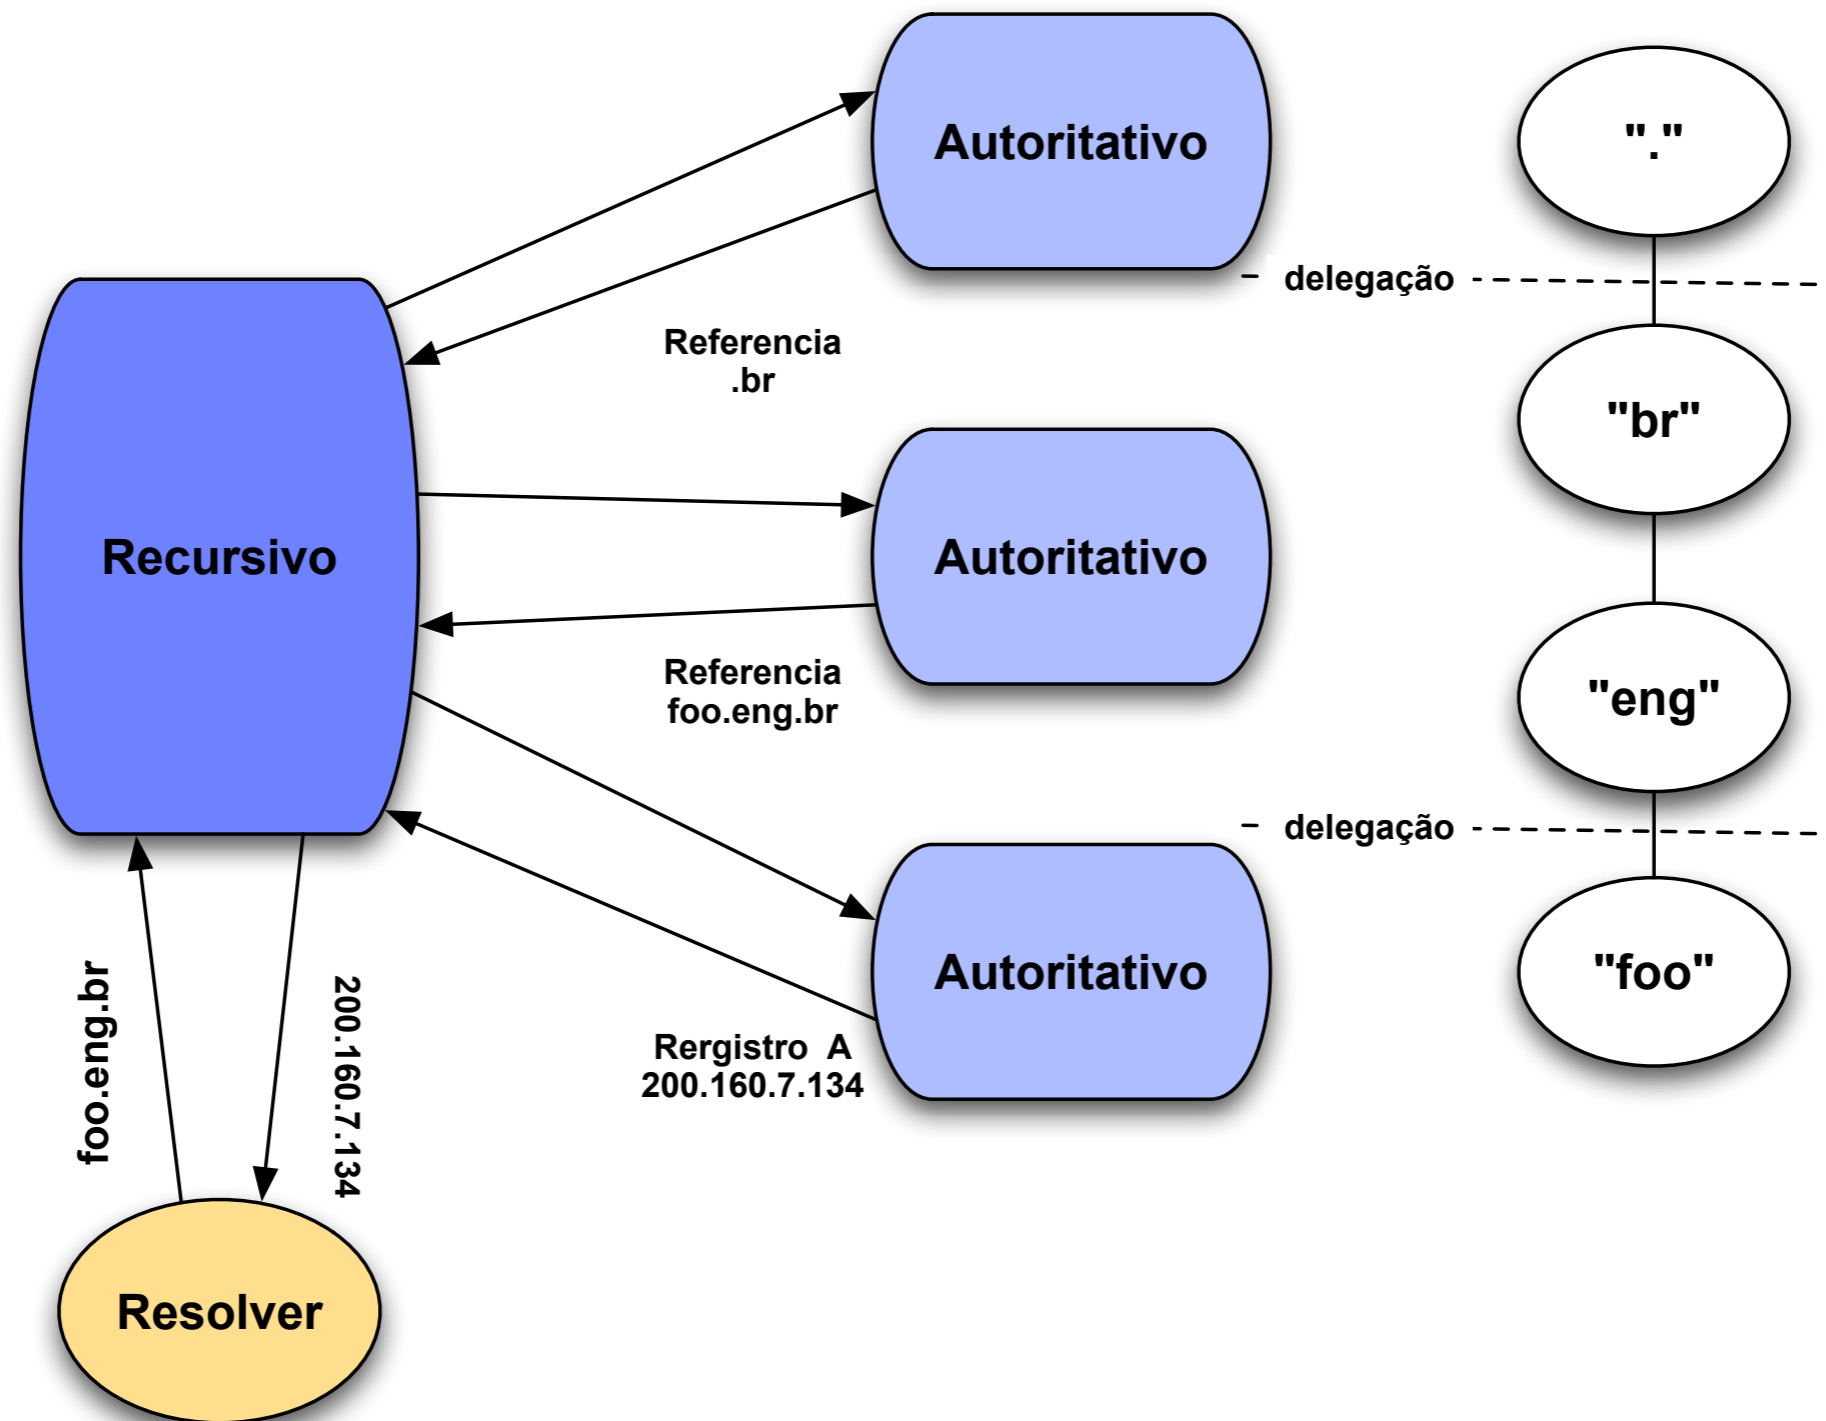 Autoritativo
"."
delegação
Referencia
.br
"br"
Recursivo
Autoritativo
Referencia
foo.eng.br
"eng"
delegação
Autoritativo
"foo"
Rergistro A
200.160.7.134
foo.eng.br
200.160.7.134
Resolver